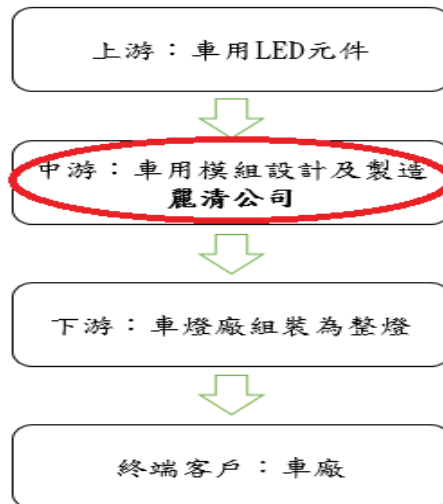 上游：車用LED元件
中游：車用模組設計及製造
麗清公司
下游：車燈廠組裝為整燈
終端客戶：車廠